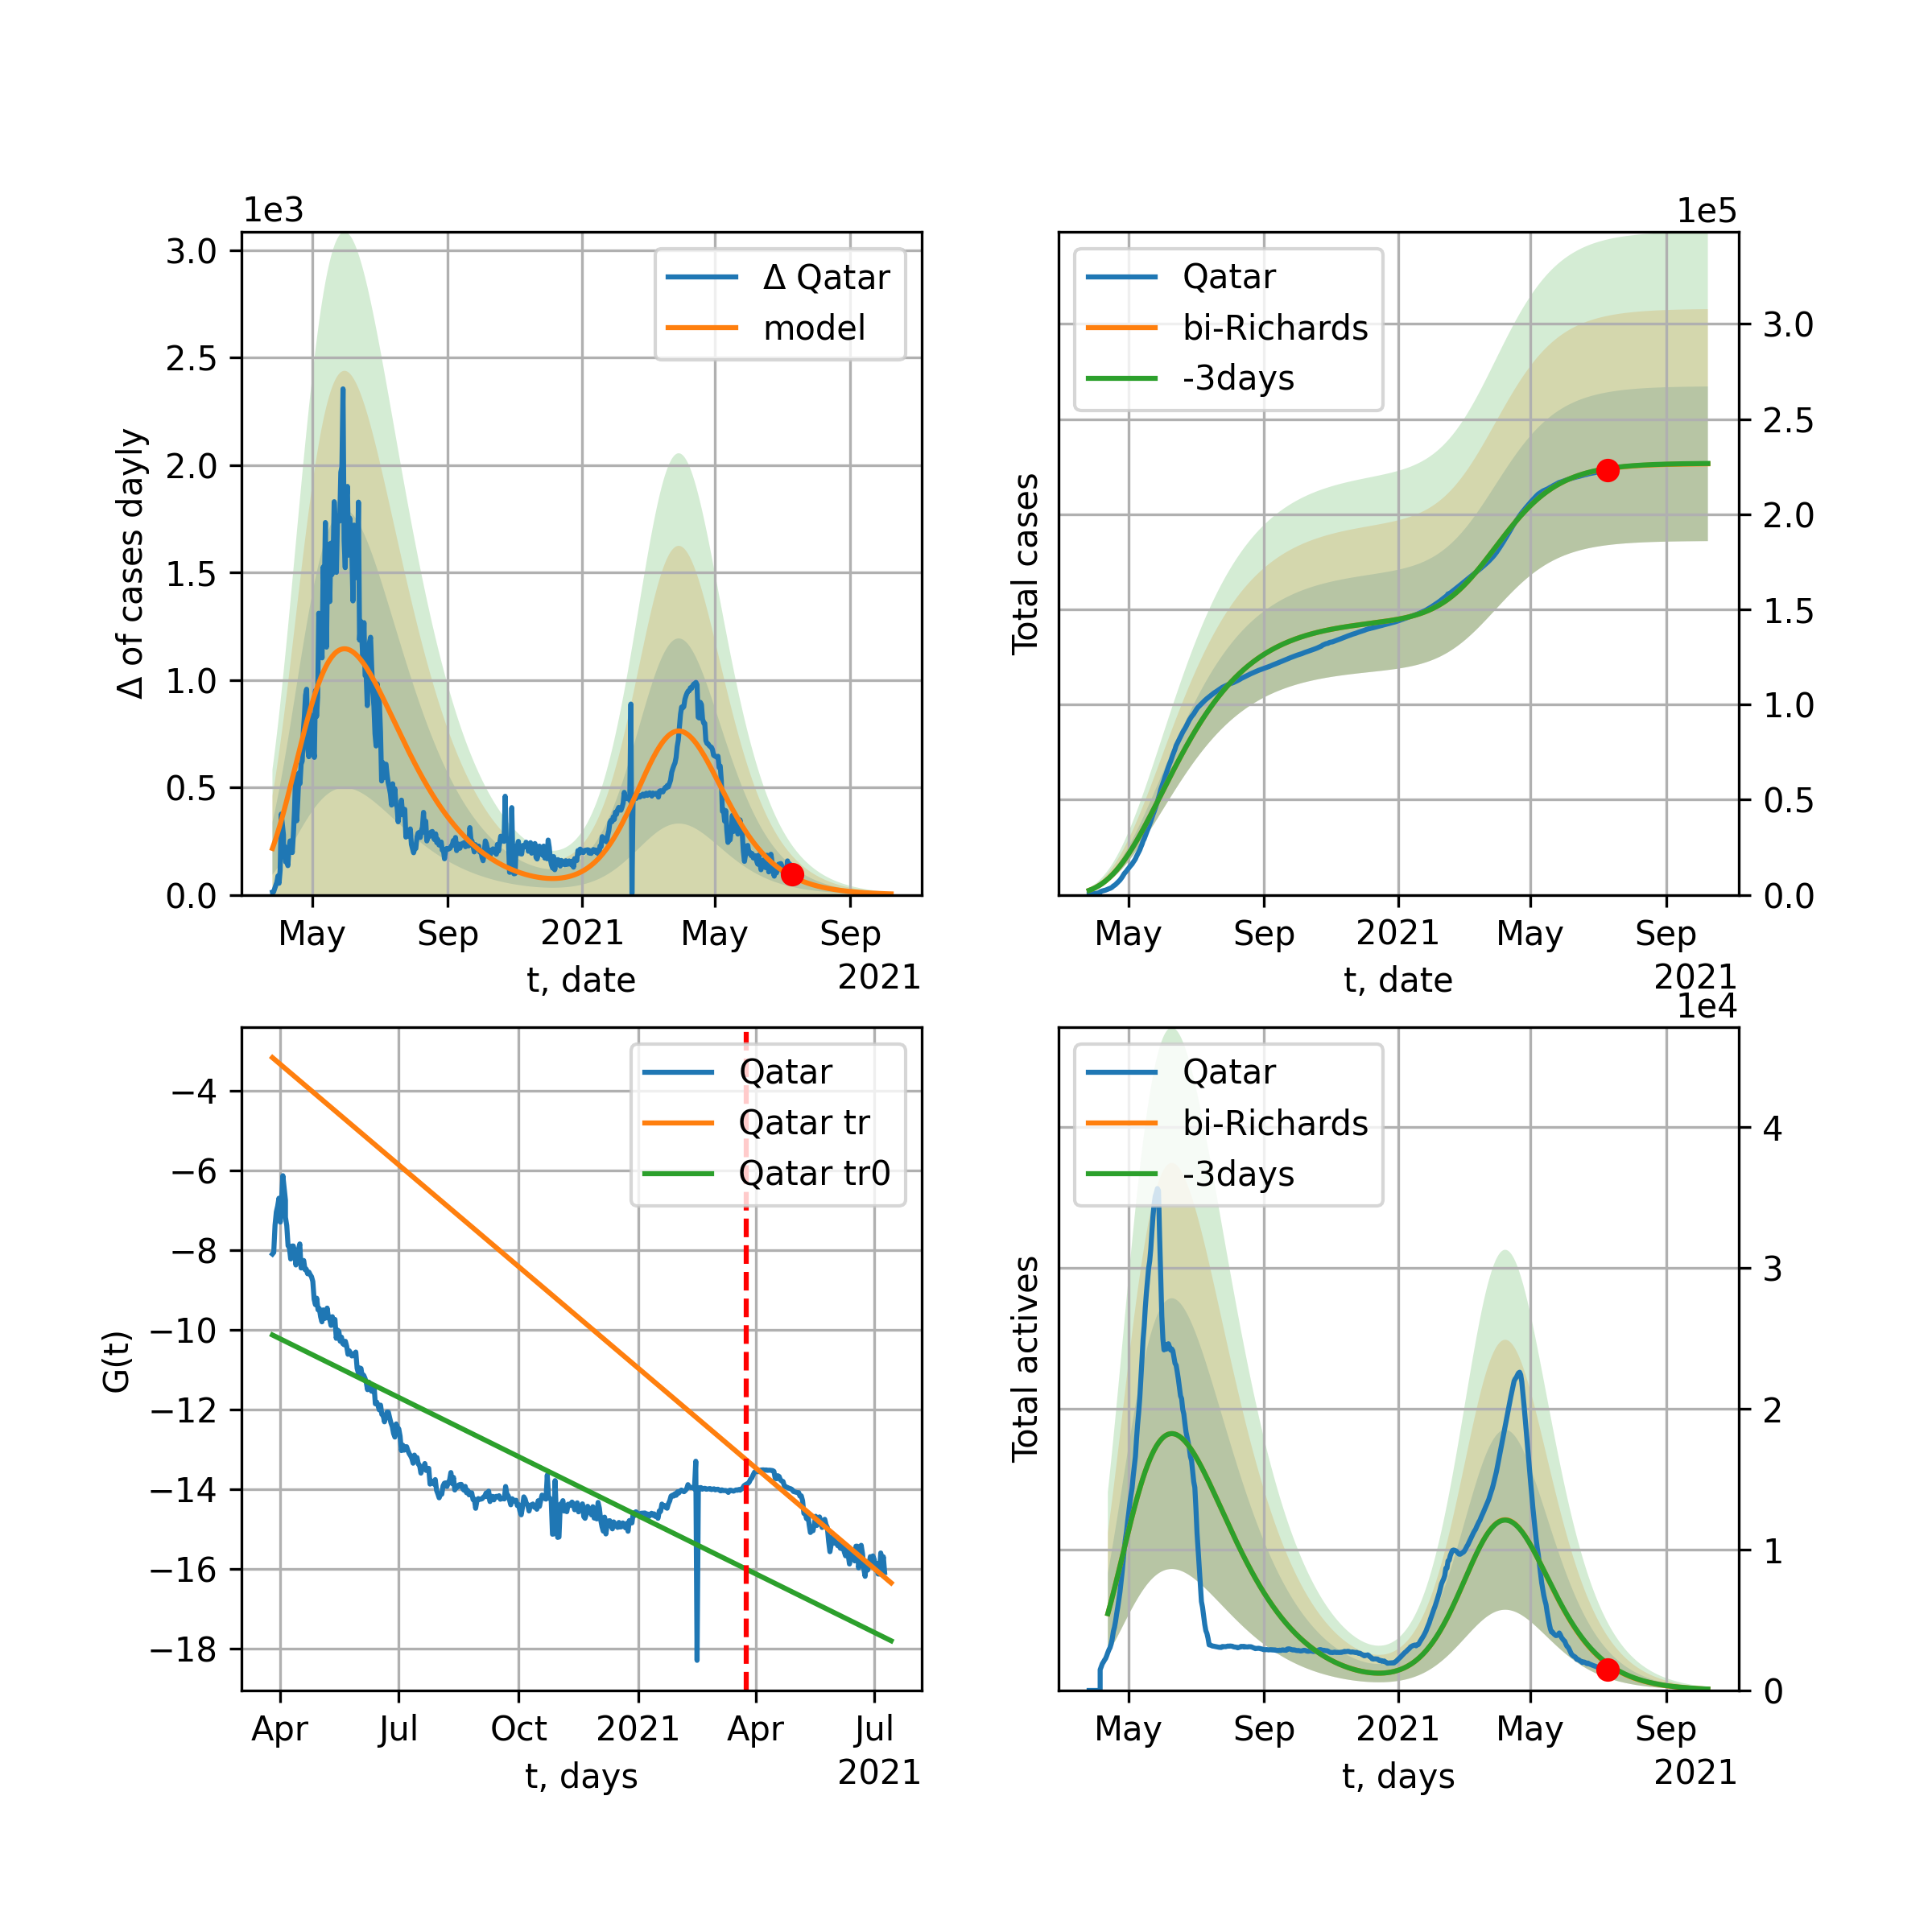 1e3
3.0
2.5
2.0
1.5
1.0
0.5
0.0
Δ of cases dayly
Δ Qatar
model
May Sep 2021 May Sep
t, date
2021
1e5
Total cases
Qatar
bi-Richards
-3days
3.0
2.5
2.0
1.5
1.0
0.5
0.0
May Sep 2021 May Sep
t, date
2021
−4
−6
−8
−10
−12
−14
−16
−18
G(t)
Qatar
Qatar tr
Qatar tr0
Apr Jul Oct 2021 Apr Jul
t, days
2021
1e4
Total actives
Qatar
bi-Richards
-3days
4
3
2
1
0
May Sep 2021 May Sep
t, days
2021